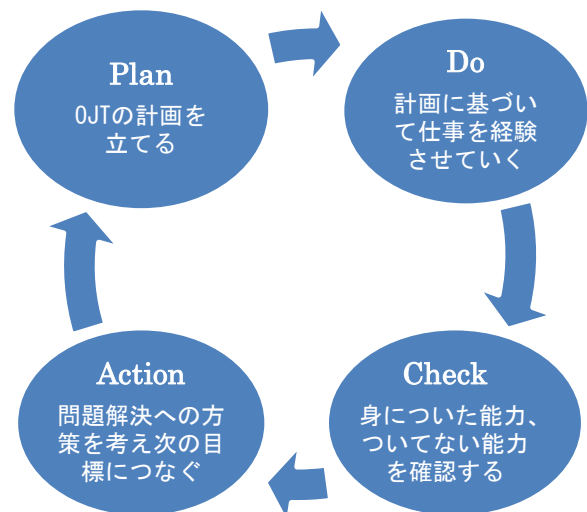 Plan
OJTの計画を
立てる
Do
計画に基づい
て仕事を経験
させていく
Check
身についた能力、
ついてない能力
を確認する
Action
問題解決への方
策を考え次の目
標につなぐ